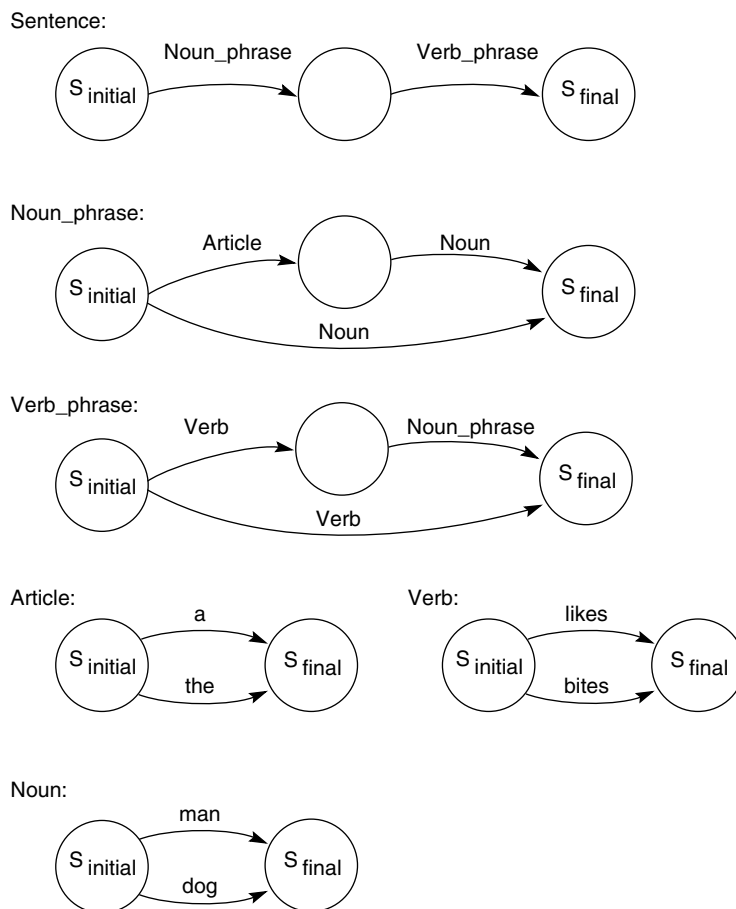 Sentence:
Noun_phrase Verb_phrase
S initial S final
Noun_phrase:
Article Noun
S initial S final
Noun
Verb_phrase:
Verb Noun_phrase
S initial S final
Verb
Article: Verb:
a likes
S initial S final S initial S final
the bites
Noun:
man
S initial S final
dog